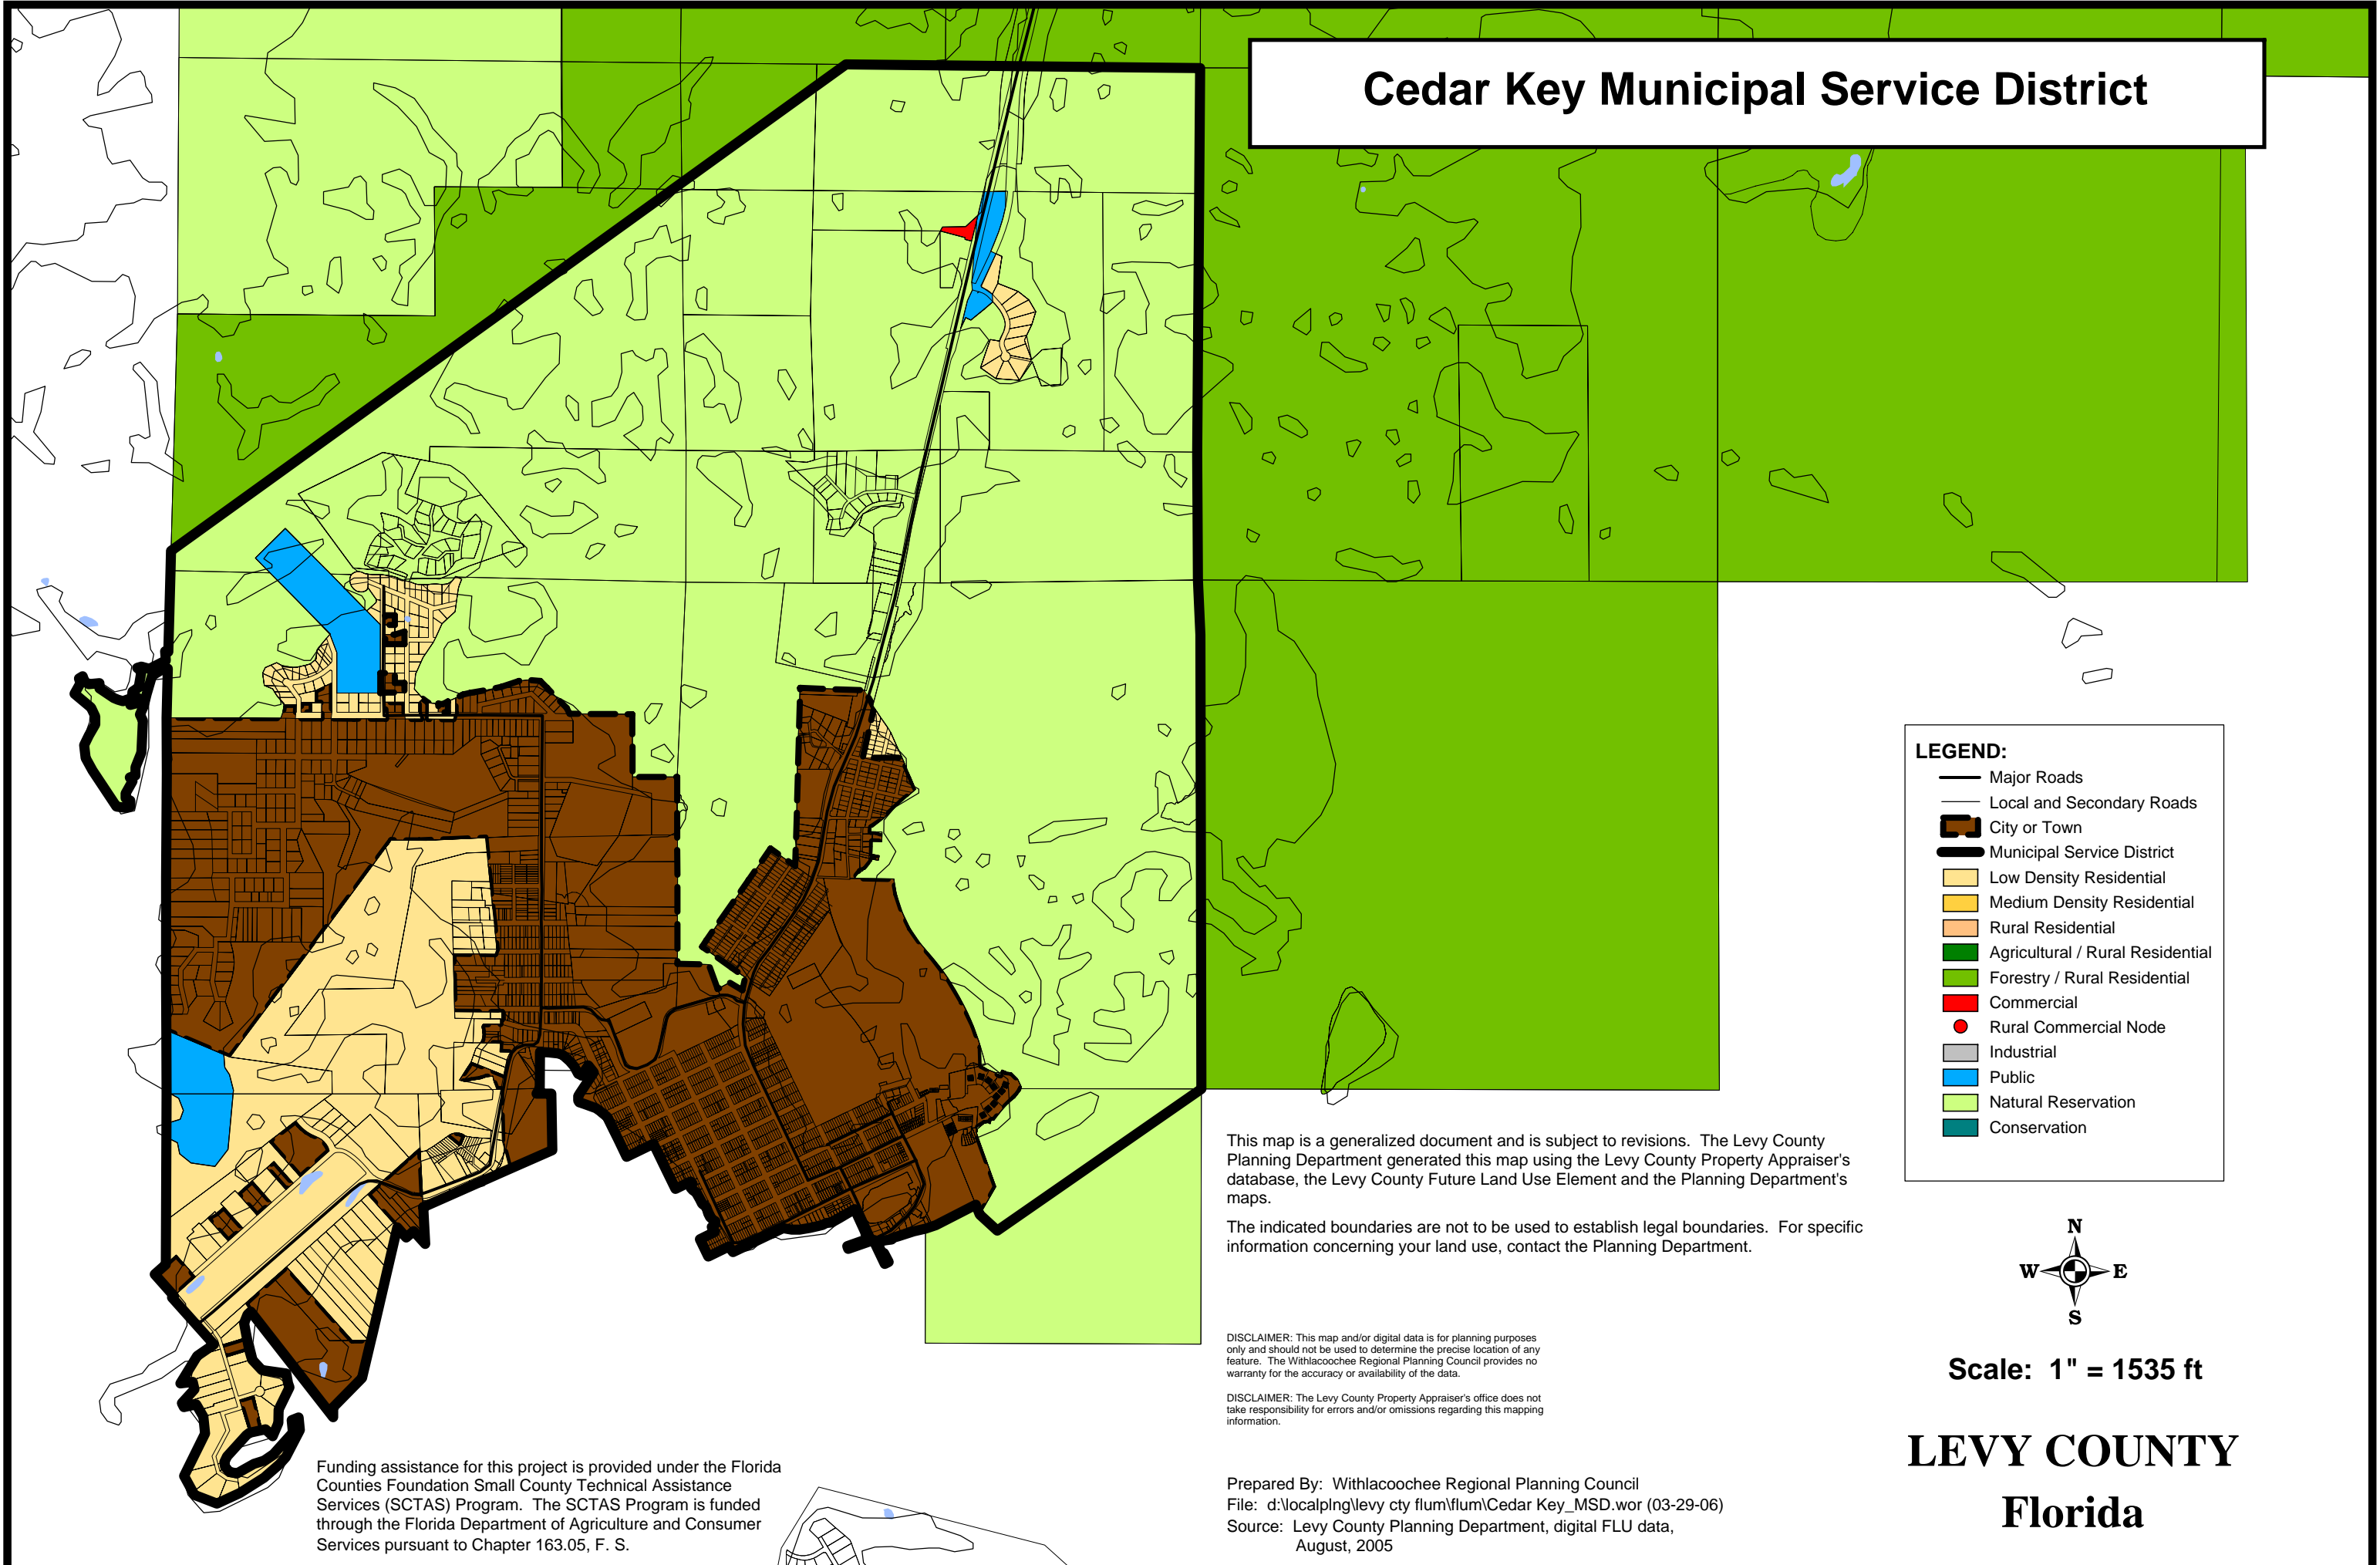 Cedar Key Municipal Service District
LEGEND:
Major Roads
Local and Secondary Roads
City or Town
Municipal Service District
Low Density Residential
Medium Density Residential
Rural Residential
Agricultural / Rural Residential
Forestry / Rural Residential
Commercial
Rural Commercial Node
Industrial
Public
Natural Reservation
Conservation
This map is a generalized document and is subject to revisions. The Levy County
Planning Department generated this map using the Levy County Property Appraiser's
database, the Levy County Future Land Use Element and the Planning Department's
maps.
The indicated boundaries are not to be used to establish legal boundaries. For specific
information concerning your land use, contact the Planning Department.
N
W
E
S
DISCLAIMER: This map and/or digital data is for planning purposes
only and should not be used to determine the precise location of any
feature. The Withlacoochee Regional Planning Council provides no
warranty for the accuracy or availability of the data.
DISCLAIMER: The Levy County Property Appraiser's office does not
take responsibility for errors and/or omissions regarding this mapping
information.
Scale: 1" = 1535 ft
LEVY COUNTY
Florida
Funding assistance for this project is provided under the Florida
Counties Foundation Small County Technical Assistance
Services (SCTAS) Program. The SCTAS Program is funded
through the Florida Department of Agriculture and Consumer
Services pursuant to Chapter 163.05, F. S.
Prepared By: Withlacoochee Regional Planning Council
File: d:\localplng\levy cty flum\flum\Cedar Key_MSD.wor (03-29-06)
Source: Levy County Planning Department, digital FLU data,
August, 2005